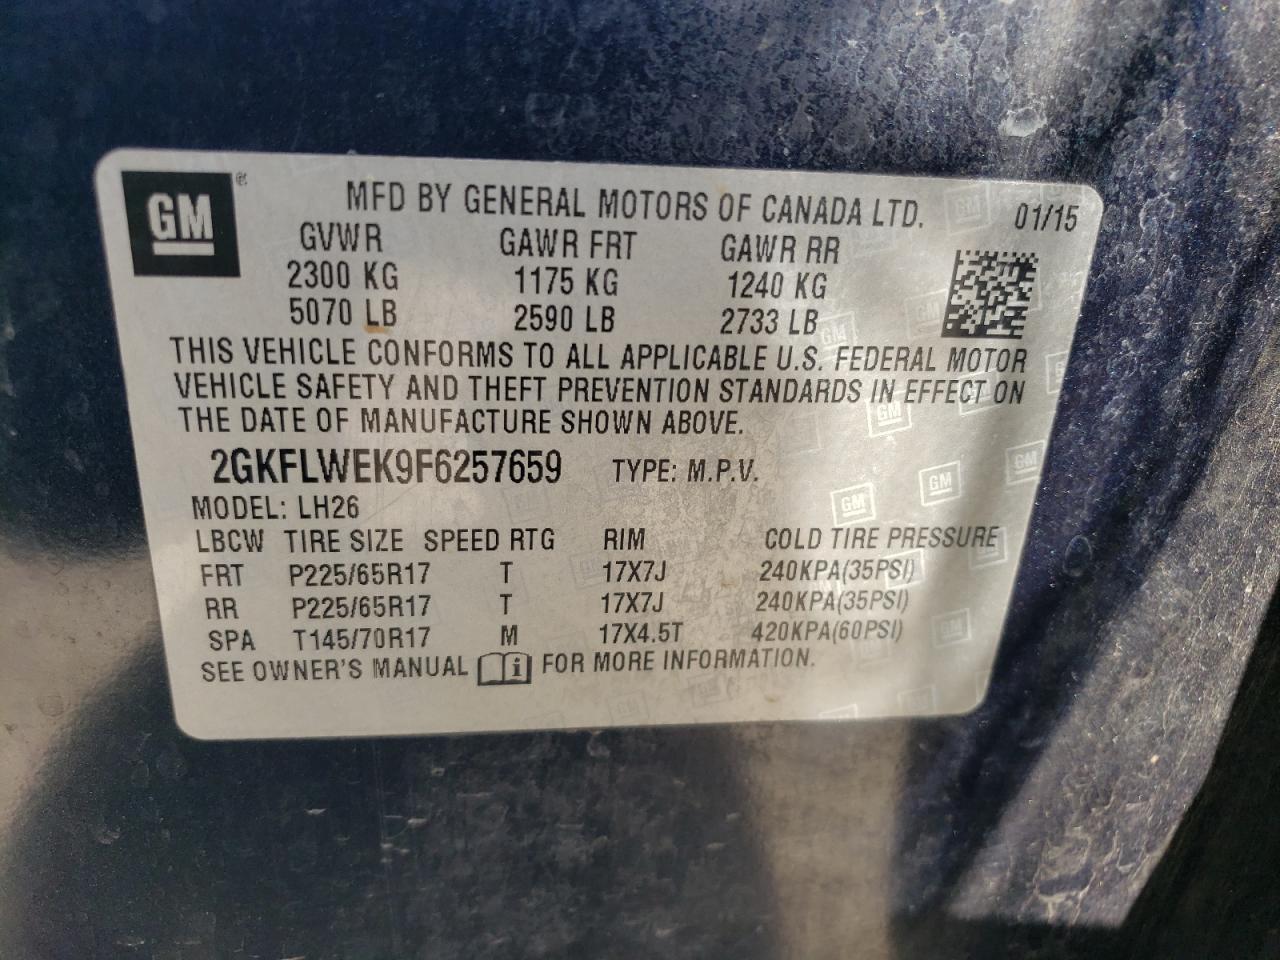 GM ®
MFD BY GENERAL MOTORS OF CANADA LTD. 01/15
GVWR GAWR FRT GAWR RR
2300 KG 1175 KG 1240 KG
5070 LB 2590 LB 2733 LB
THIS VEHICLE CONFORMS TO ALL APPLICABLE U.S. FEDERAL MOTOR
VEHICLE SAFETY AND THEFT PREVENTION STANDARDS IN EFFECT ON
THE DATE OF MANUFACTURE SHOWN ABOVE.
2GKFLWEK9F6257659 TYPE: M.P.V.
MODEL: LH26
LBCW TIRE SIZE SPEED RTG RIM COLD TIRE PRESSURE
FRT P225/65R17 T 17X7J 240KPA(35PSI)
RR P225/65R17 T 17X7J 240KPA(35PSI)
SPA T145/70R17 M 17X4.5T 420KPA(60PSI)
SEE OWNER'S MANUAL i FOR MORE INFORMATION.